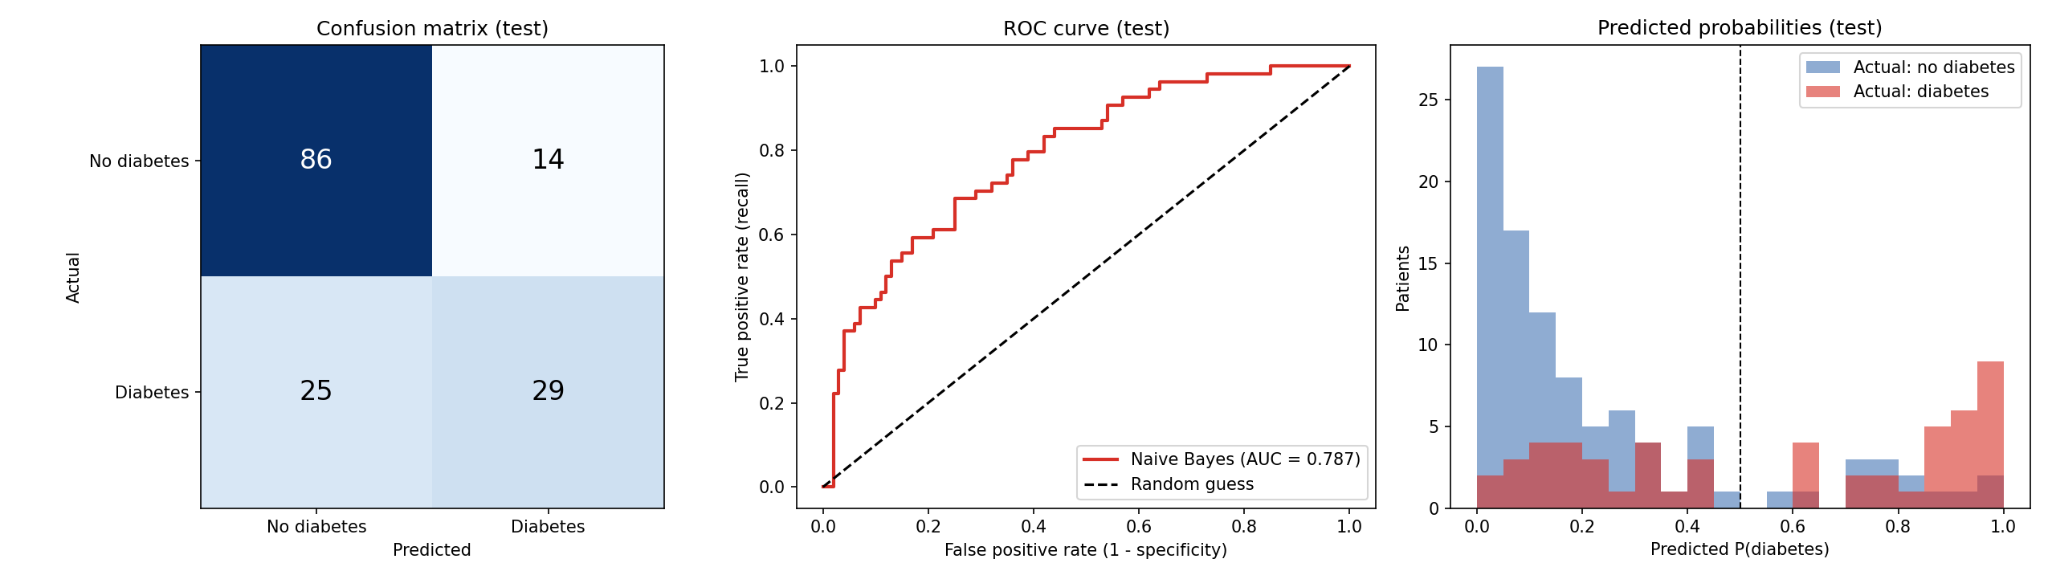 Confusion matrix (test)
Actual
No diabetes
Diabetes
86
14
25
29
No diabetes
Diabetes
Predicted
ROC curve (test)
True positive rate (recall)
1.0
0.8
0.6
0.4
0.2
0.0
0.0
0.2
0.4
0.6
0.8
1.0
False positive rate (1 - specificity)
Naive Bayes (AUC = 0.787)
Random guess
Predicted probabilities (test)
Patients
25
20
15
10
5
0
0.0
0.2
0.4
0.6
0.8
1.0
Predicted P(diabetes)
Actual: no diabetes
Actual: diabetes